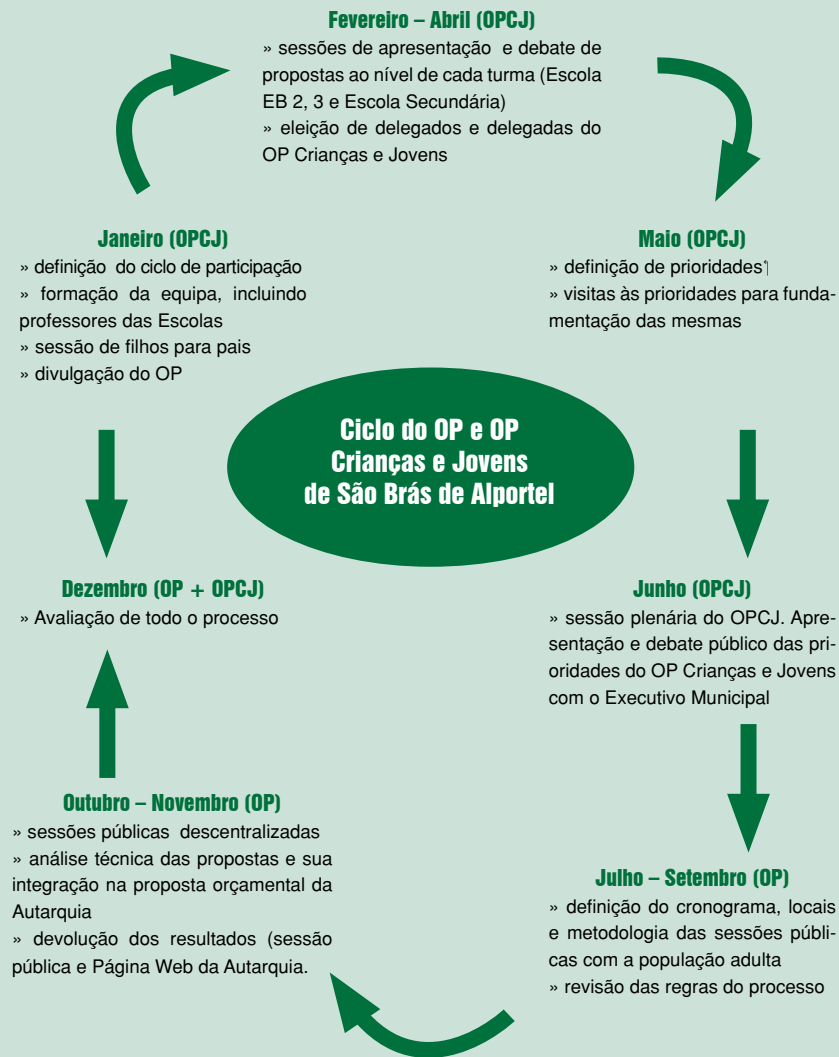 Fevereiro – Abril (OPCJ)
» sessões de apresentação e debate de
propostas ao nível de cada turma (Escola
EB 2, 3 e Escola Secundária)
» eleição de delegados e delegadas do
OP Crianças e Jovens
Janeiro (OPCJ)
» definição do ciclo de participação
» formação da equipa, incluindo
professores das Escolas
» sessão de filhos para pais
» divulgação do OP
Maio (OPCJ)
» definição de prioridades
» visitas às prioridades para funda-
mentação das mesmas
Ciclo do OP e OP
Crianças e Jovens
de São Brás de Alportel
Dezembro (OP + OPCJ)
» Avaliação de todo o processo
Junho (OPCJ)
» sessão plenária do OPCJ. Apre-
sentação e debate público das pri-
oridades do OP Crianças e Jovens
com o Executivo Municipal
Outubro – Novembro (OP)
» sessões públicas descentralizadas
» análise técnica das propostas e sua
integração na proposta orçamental da
Autarquia
» devolução dos resultados (sessão
pública e Página Web da Autarquia.
Julho – Setembro (OP)
» definição do cronograma, locais
e metodologia das sessões públi-
cas com a população adulta
» revisão das regras do processo